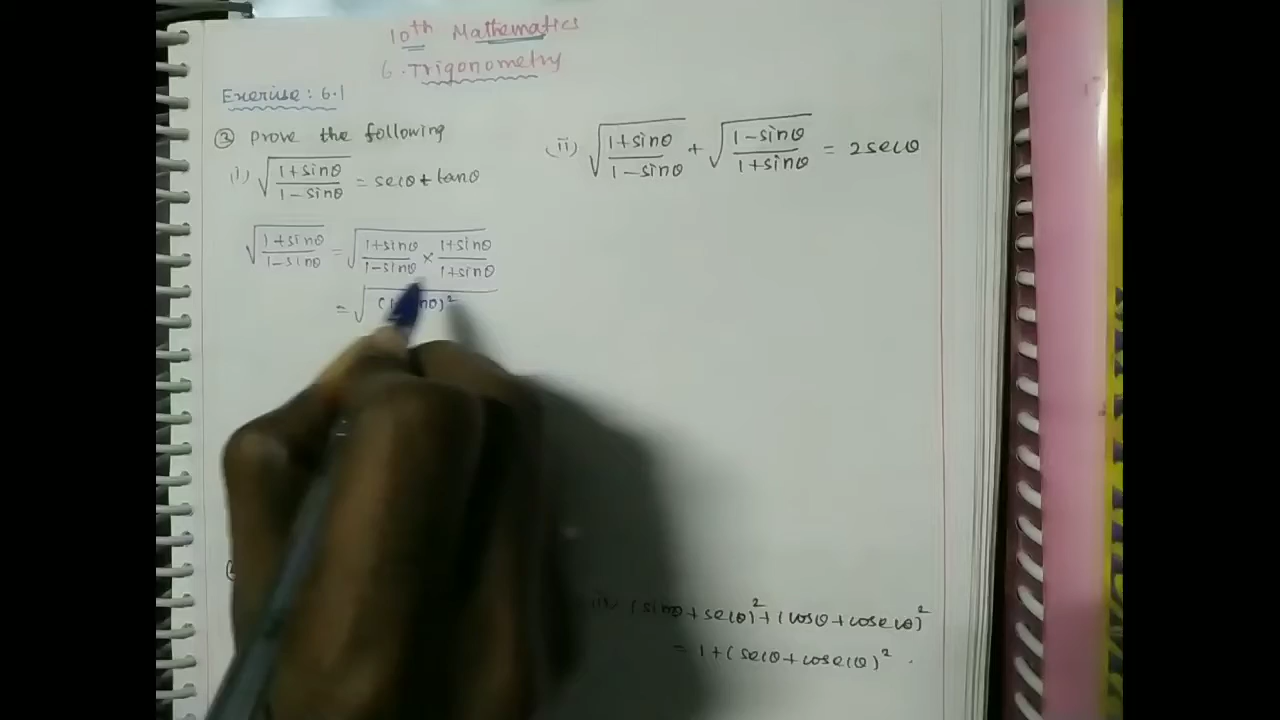 10th Mathematics
6. Trigonometry
Exercise: 6.1
③ Prove the following
(i) √((1+sinθ)/(1-sinθ)) = secθ + tanθ
√((1+sinθ)/(1-sinθ)) = √((1+sinθ)/(1-sinθ) × (1+sinθ)/(1+sinθ))
= √(
(ii) √((1+sinθ)/(1-sinθ)) + √((1-sinθ)/(1+sinθ)) = 2secθ
(sinθ + secθ)² + (cosθ + cosecθ)²
= 1 + (secθ + cosecθ)².